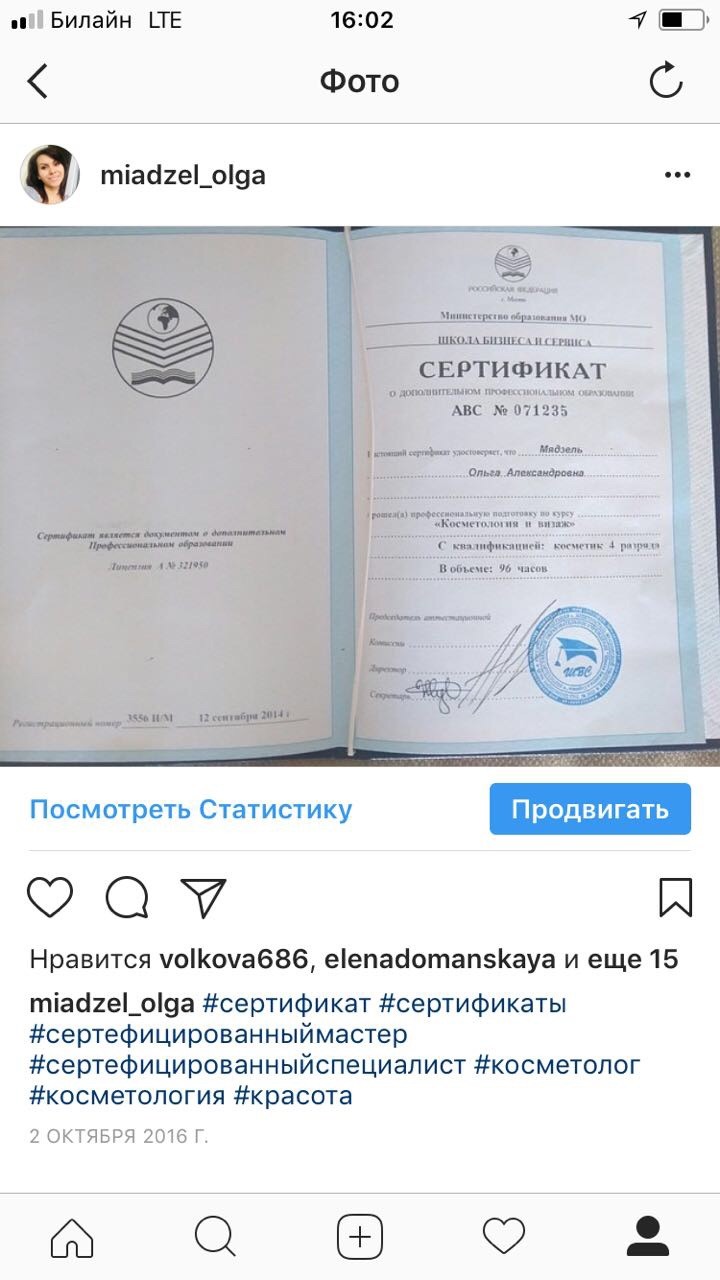 Билайн LTE 16:02
Фото
miadzel_olga
Сертификат является документом о дополнительном
Профессиональном образовании
Лицензия А № 321950
Регистрационный номер 3556 П/М 12 сентября 2014 г
РОССИЙСКАЯ ФЕДЕРАЦИЯ
г. Москва
Министерство образования МО
ШКОЛА БИЗНЕСА И СЕРВИСА
СЕРТИФИКАТ
О ДОПОЛНИТЕЛЬНОМ ПРОФЕССИОНАЛЬНОМ ОБРАЗОВАНИИ
АВС № 071235
астоящий сертификат удостоверяет, что Мядзель
Ольга Александровна
рошел(а) профессиональную подготовку по курсу
«Косметология и визаж»
С квалификацией: косметик 4 разряда
В объеме: 96 часов
Председатель аттестационной
Комиссии
Директор
Секретарь
ШБС
Посмотреть Статистику
Продвигать
Нравится volkova686, elenadomanskaya и еще 15
miadzel_olga #сертификат #сертификаты
#сертефицированныймастер
#сертефицированныйспециалист #косметолог
#косметология #красота
2 ОКТЯБРЯ 2016 Г.